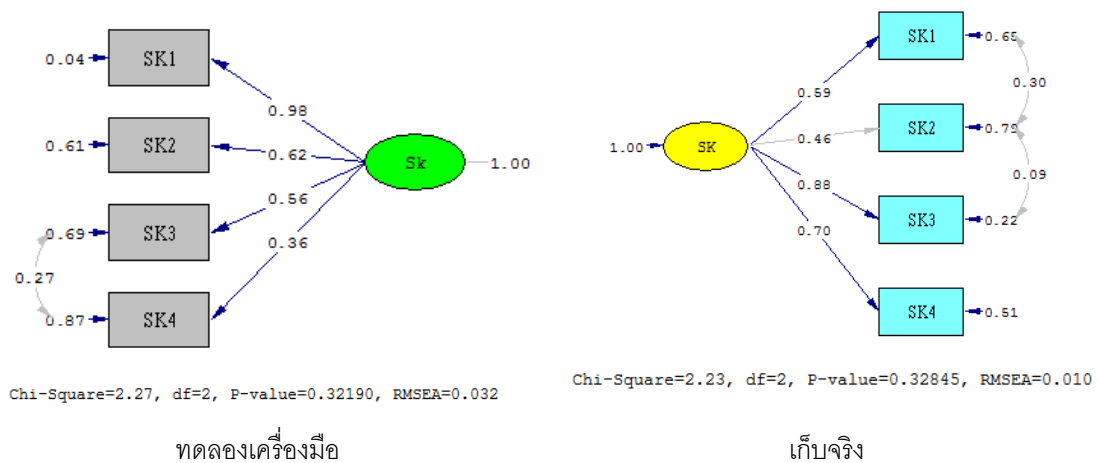 0.04
SK1
0.98
0.61
SK2
0.62
Sk
1.00
0.56
0.69
SK3
0.36
0.27
0.87
SK4
Chi-Square=2.27, df=2, P-value=0.32190, RMSEA=0.032
ทดลองเครื่องมือ
SK1
0.65
0.59
0.30
SK2
0.79
0.46
1.00
SK
0.09
0.88
SK3
0.22
0.70
SK4
0.51
Chi-Square=2.23, df=2, P-value=0.32845, RMSEA=0.010
เก็บจริง